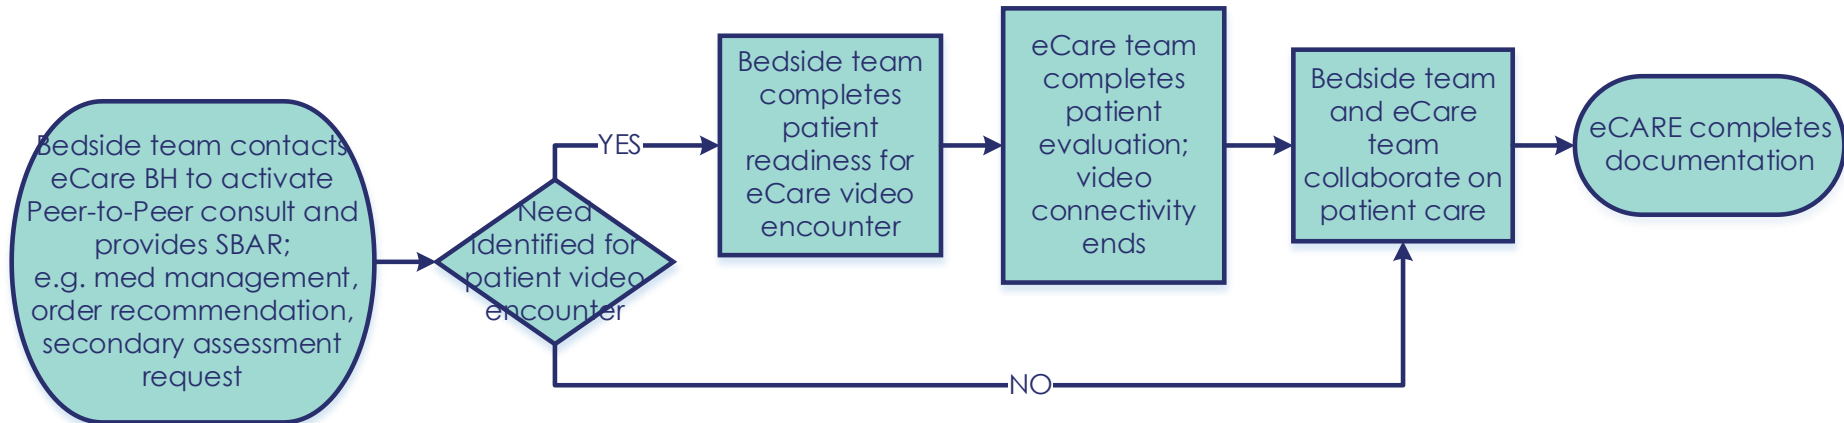 Bedside team contacts
eCare BH to activate
Peer-to-Peer consult and
provides SBAR;
e.g. med management,
order recommendation,
secondary assessment
request
Need
identified for
patient video
encounter
YES
Bedside team
completes
patient
readiness for
eCare video
encounter
eCare team
completes
patient
evaluation;
video
connectivity
ends
Bedside team
and eCare
team
collaborate on
patient care
eCARE completes
documentation
NO